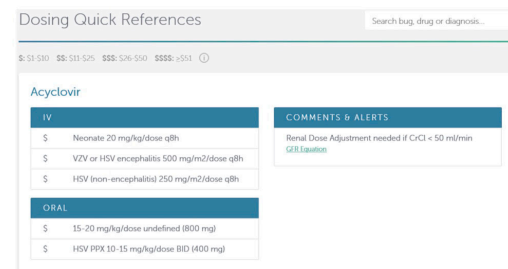 Dosing Quick References
Search bug, drug or diagnosis...
$: $1-$10 $$: $11-$25 $$$: $26-$50 $$$$: ≥$51
Acyclovir
IV
$ Neonate 20 mg/kg/dose q8h
$ VZV or HSV encephalitis 500 mg/m2/dose q8h
$ HSV (non-encephalitis) 250 mg/m2/dose q8h
ORAL
$ 15-20 mg/kg/dose undefined (800 mg)
$ HSV PPX 10-15 mg/kg/dose BID (400 mg)
COMMENTS & ALERTS
Renal Dose Adjustment needed if CrCl < 50 ml/min
GFR Equation